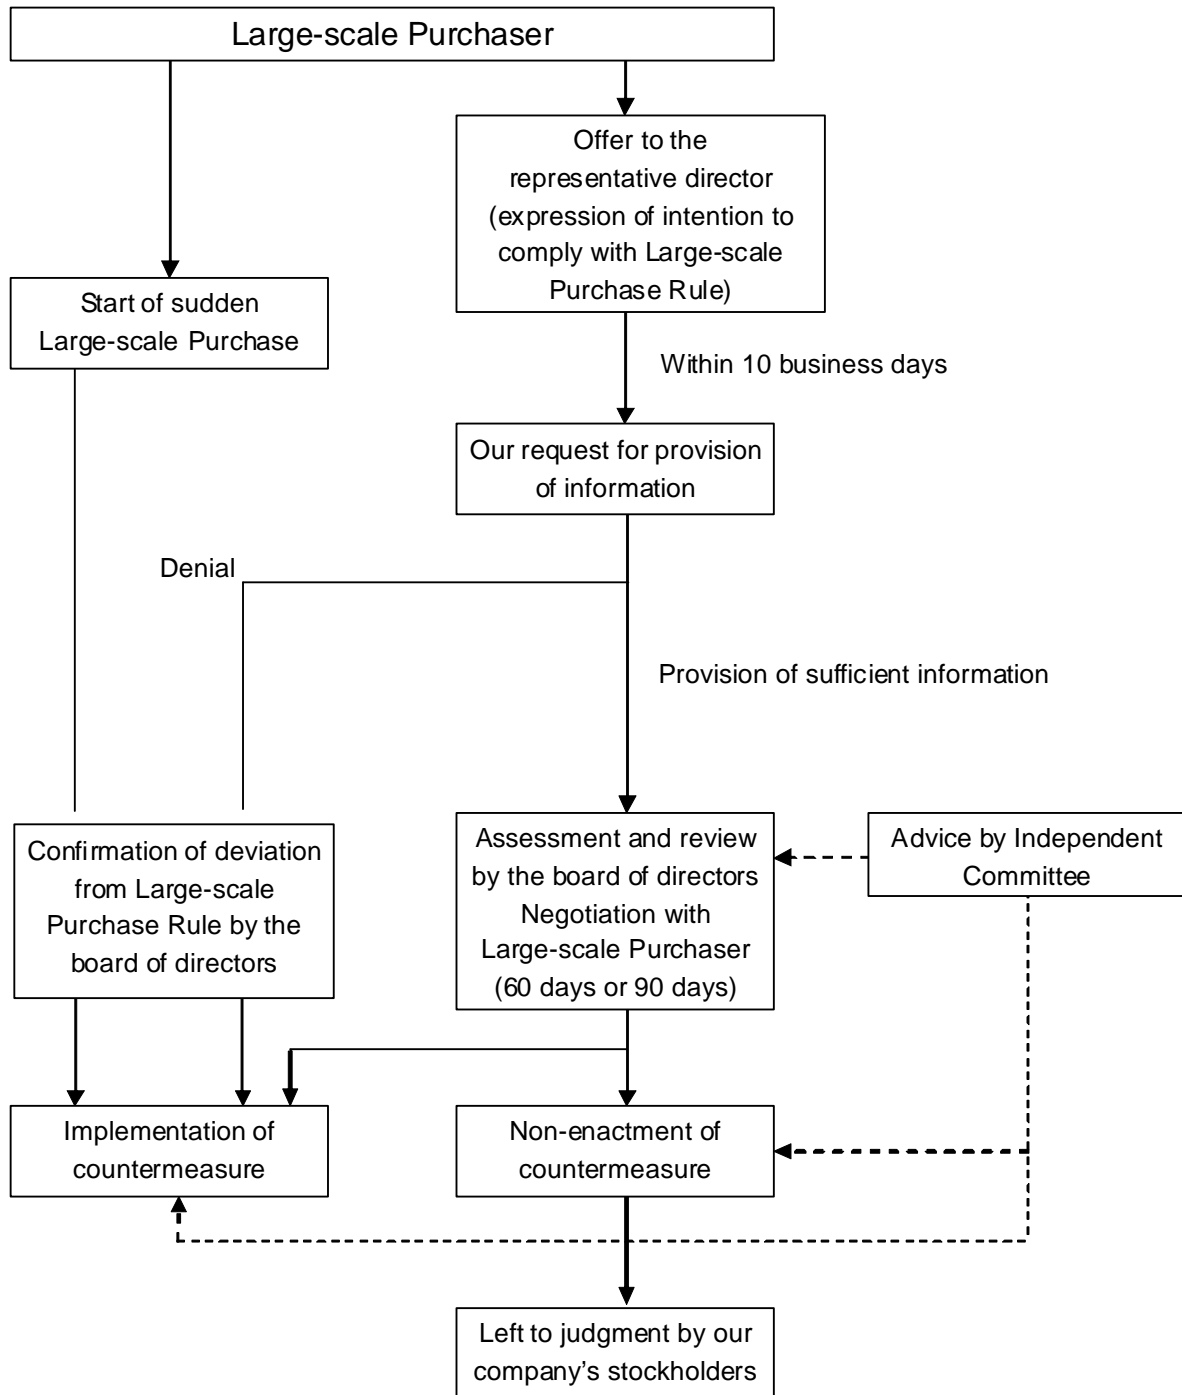 Large-scale Purchaser
Offer to the
representative director
(expression of intention to
comply with Large-scale
Purchase Rule)
Start of sudden
Large-scale Purchase
Within 10 business days
Our request for provision
of information
Denial
Provision of sufficient information
Confirmation of deviation
from Large-scale
Purchase Rule by the
board of directors
Assessment and review
by the board of directors
Negotiation with
Large-scale Purchaser
(60 days or 90 days)
Advice by Independent
Committee
Implementation of
countermeasure
Non-enactment of
countermeasure
Left to judgment by our
company’s stockholders